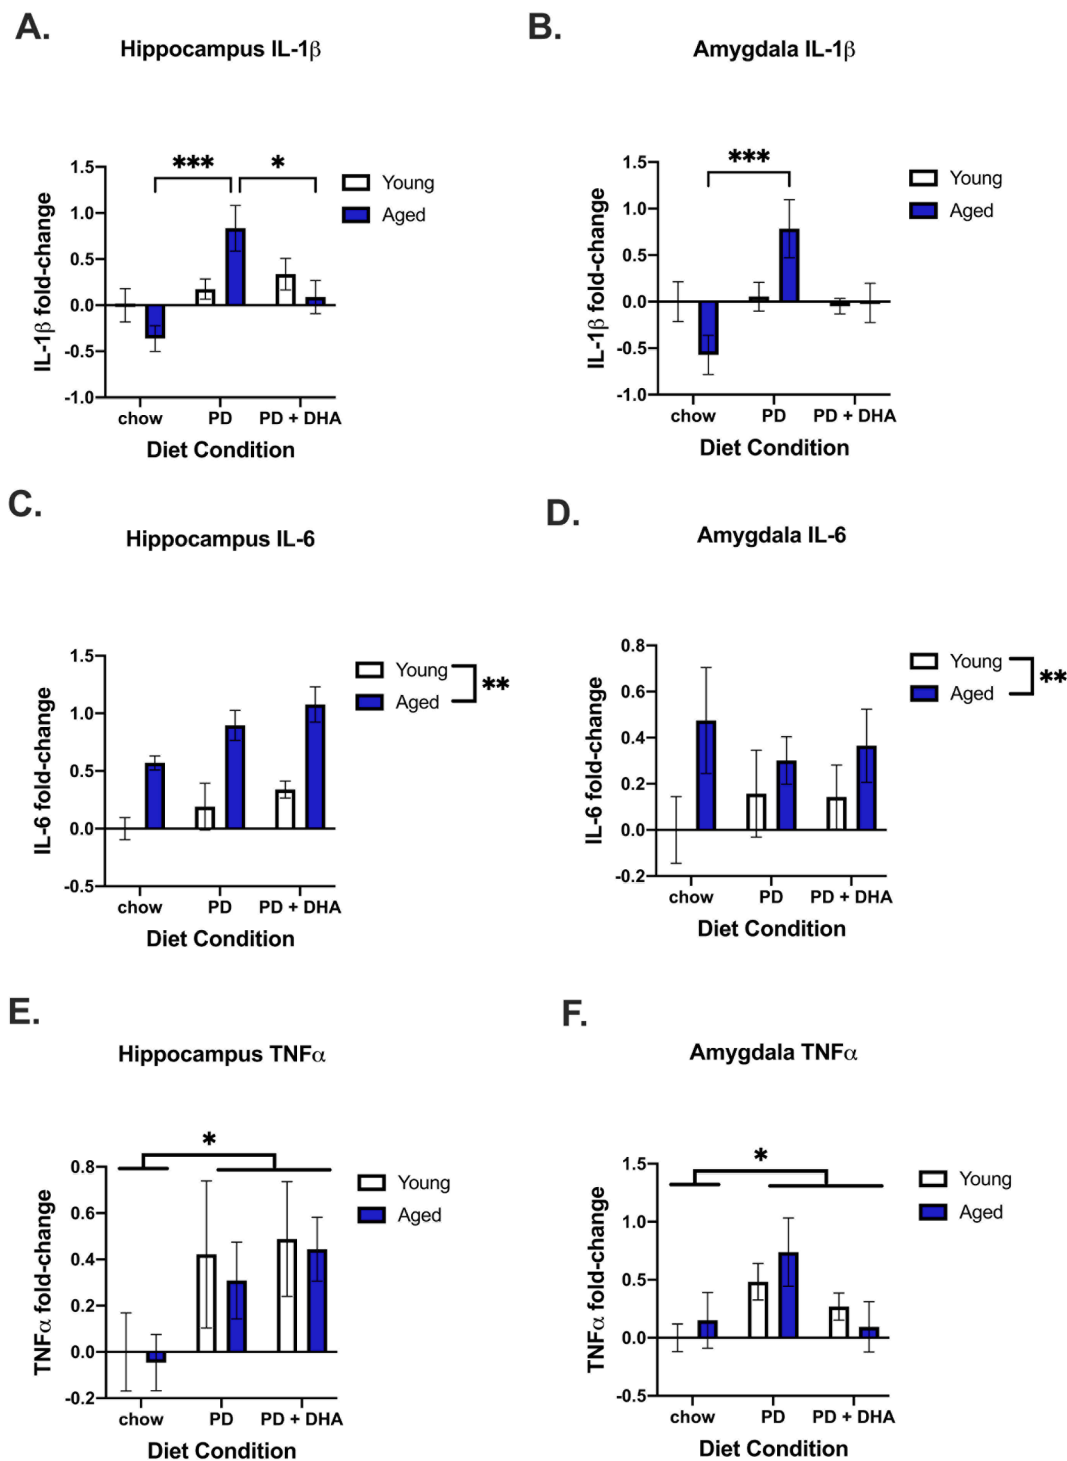 A.
Hippocampus IL-1β
***
*
Young
Aged
IL-1β fold-change
1.5
1.0
0.5
0.0
-0.5
-1.0
chow PD PD + DHA
Diet Condition
B.
Amygdala IL-1β
***
Young
Aged
IL-1β fold-change
1.5
1.0
0.5
0.0
-0.5
-1.0
chow PD PD + DHA
Diet Condition
C.
Hippocampus IL-6
Young
Aged
**
IL-6 fold-change
1.5
1.0
0.5
0.0
-0.5
chow PD PD + DHA
Diet Condition
D.
Amygdala IL-6
Young
Aged
**
IL-6 fold-change
0.8
0.6
0.4
0.2
0.0
-0.2
chow PD PD + DHA
Diet Condition
E.
Hippocampus TNFα
*
Young
Aged
TNFα fold-change
0.8
0.6
0.4
0.2
0.0
-0.2
chow PD PD + DHA
Diet Condition
F.
Amygdala TNFα
*
Young
Aged
TNFα fold-change
1.5
1.0
0.5
0.0
-0.5
chow PD PD + DHA
Diet Condition